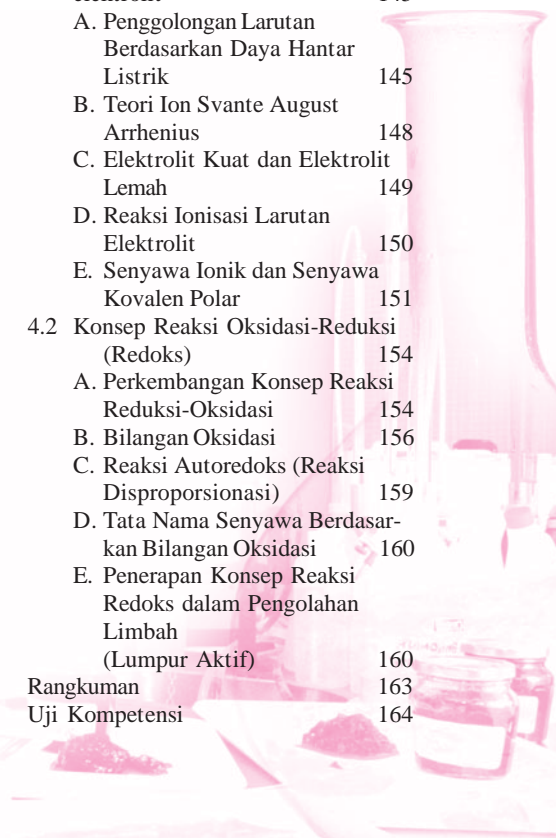 A. Penggolongan Larutan
Berdasarkan Daya Hantar
Listrik 145
B. Teori Ion Svante August
Arrhenius 148
C. Elektrolit Kuat dan Elektrolit
Lemah 149
D. Reaksi Ionisasi Larutan
Elektrolit 150
E. Senyawa Ionik dan Senyawa
Kovalen Polar 151
4.2 Konsep Reaksi Oksidasi-Reduksi
(Redoks) 154
A. Perkembangan Konsep Reaksi
Reduksi-Oksidasi 154
B. Bilangan Oksidasi 156
C. Reaksi Autoredoks (Reaksi
Disproporsionasi) 159
D. Tata Nama Senyawa Berdasar-
kan Bilangan Oksidasi 160
E. Penerapan Konsep Reaksi
Redoks dalam Pengolahan
Limbah
(Lumpur Aktif) 160
Rangkuman 163
Uji Kompetensi 164